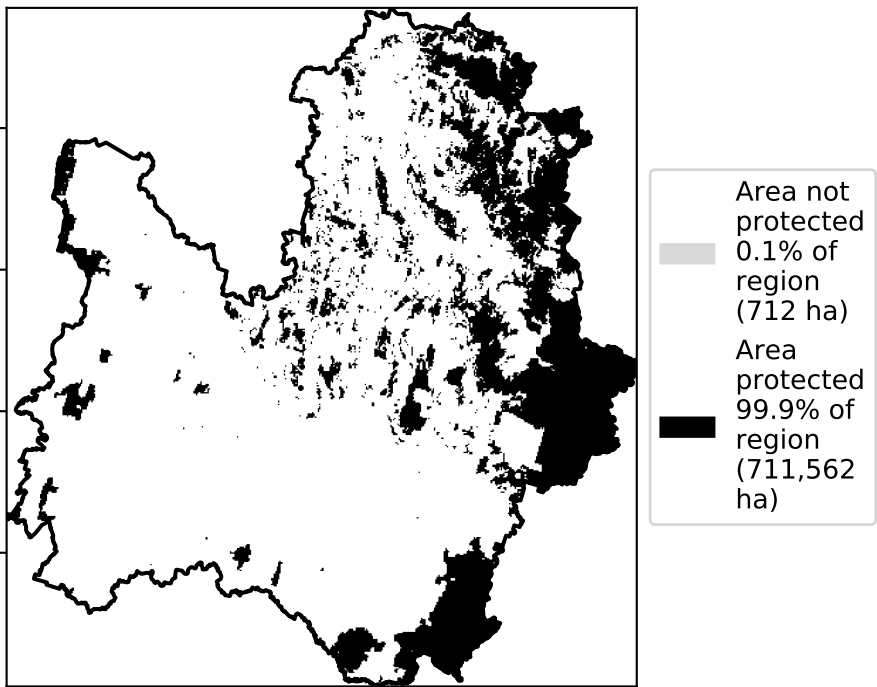 Area not
protected
0.1% of
region
(712 ha)
Area
protected
99.9% of
region
(711,562
ha)